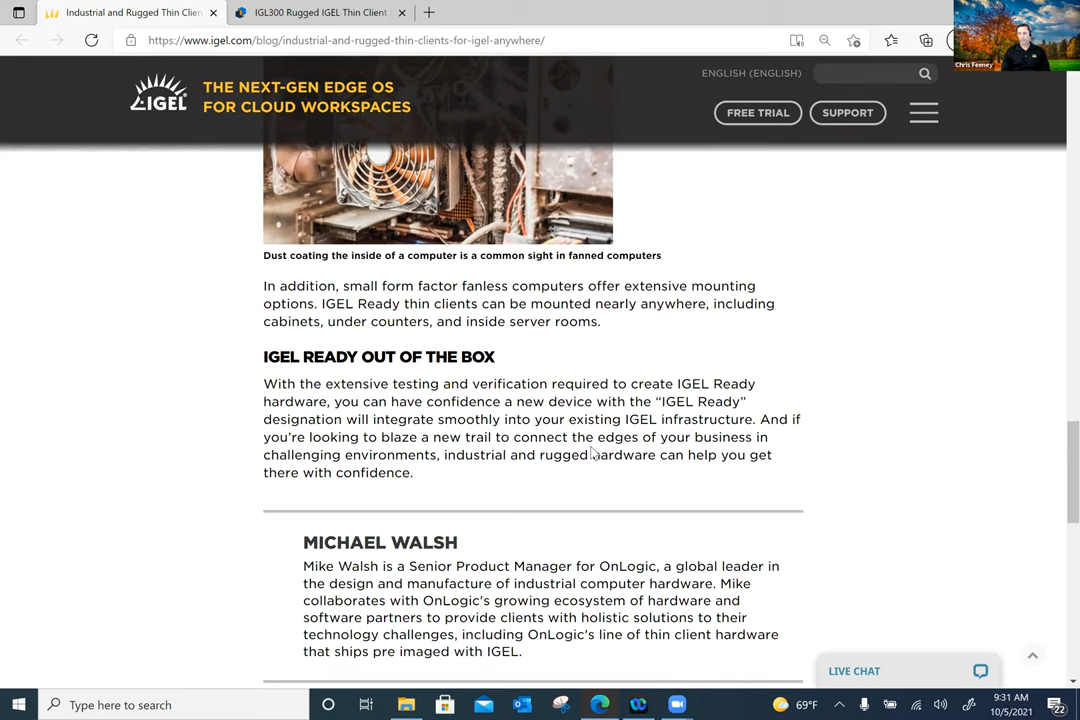 Industrial and Rugged Thin Clien
IGL300 Rugged IGEL Thin Client
https://www.igel.com/blog/industrial-and-rugged-thin-clients-for-igel-anywhere/
Chris Feeney
IGEL
THE NEXT-GEN EDGE OS
FOR CLOUD WORKSPACES
ENGLISH (ENGLISH)
FREE TRIAL
SUPPORT
Dust coating the inside of a computer is a common sight in fanned computers
In addition, small form factor fanless computers offer extensive mounting
options. IGEL Ready thin clients can be mounted nearly anywhere, including
cabinets, under counters, and inside server rooms.
IGEL READY OUT OF THE BOX
With the extensive testing and verification required to create IGEL Ready
hardware, you can have confidence a new device with the “IGEL Ready”
designation will integrate smoothly into your existing IGEL infrastructure. And if
you’re looking to blaze a new trail to connect the edges of your business in
challenging environments, industrial and rugged hardware can help you get
there with confidence.
MICHAEL WALSH
Mike Walsh is a Senior Product Manager for OnLogic, a global leader in
the design and manufacture of industrial computer hardware. Mike
collaborates with OnLogic's growing ecosystem of hardware and
software partners to provide clients with holistic solutions to their
technology challenges, including OnLogic's line of thin client hardware
that ships pre imaged with IGEL.
LIVE CHAT
Type here to search
69°F
9:31 AM
10/5/2021
22